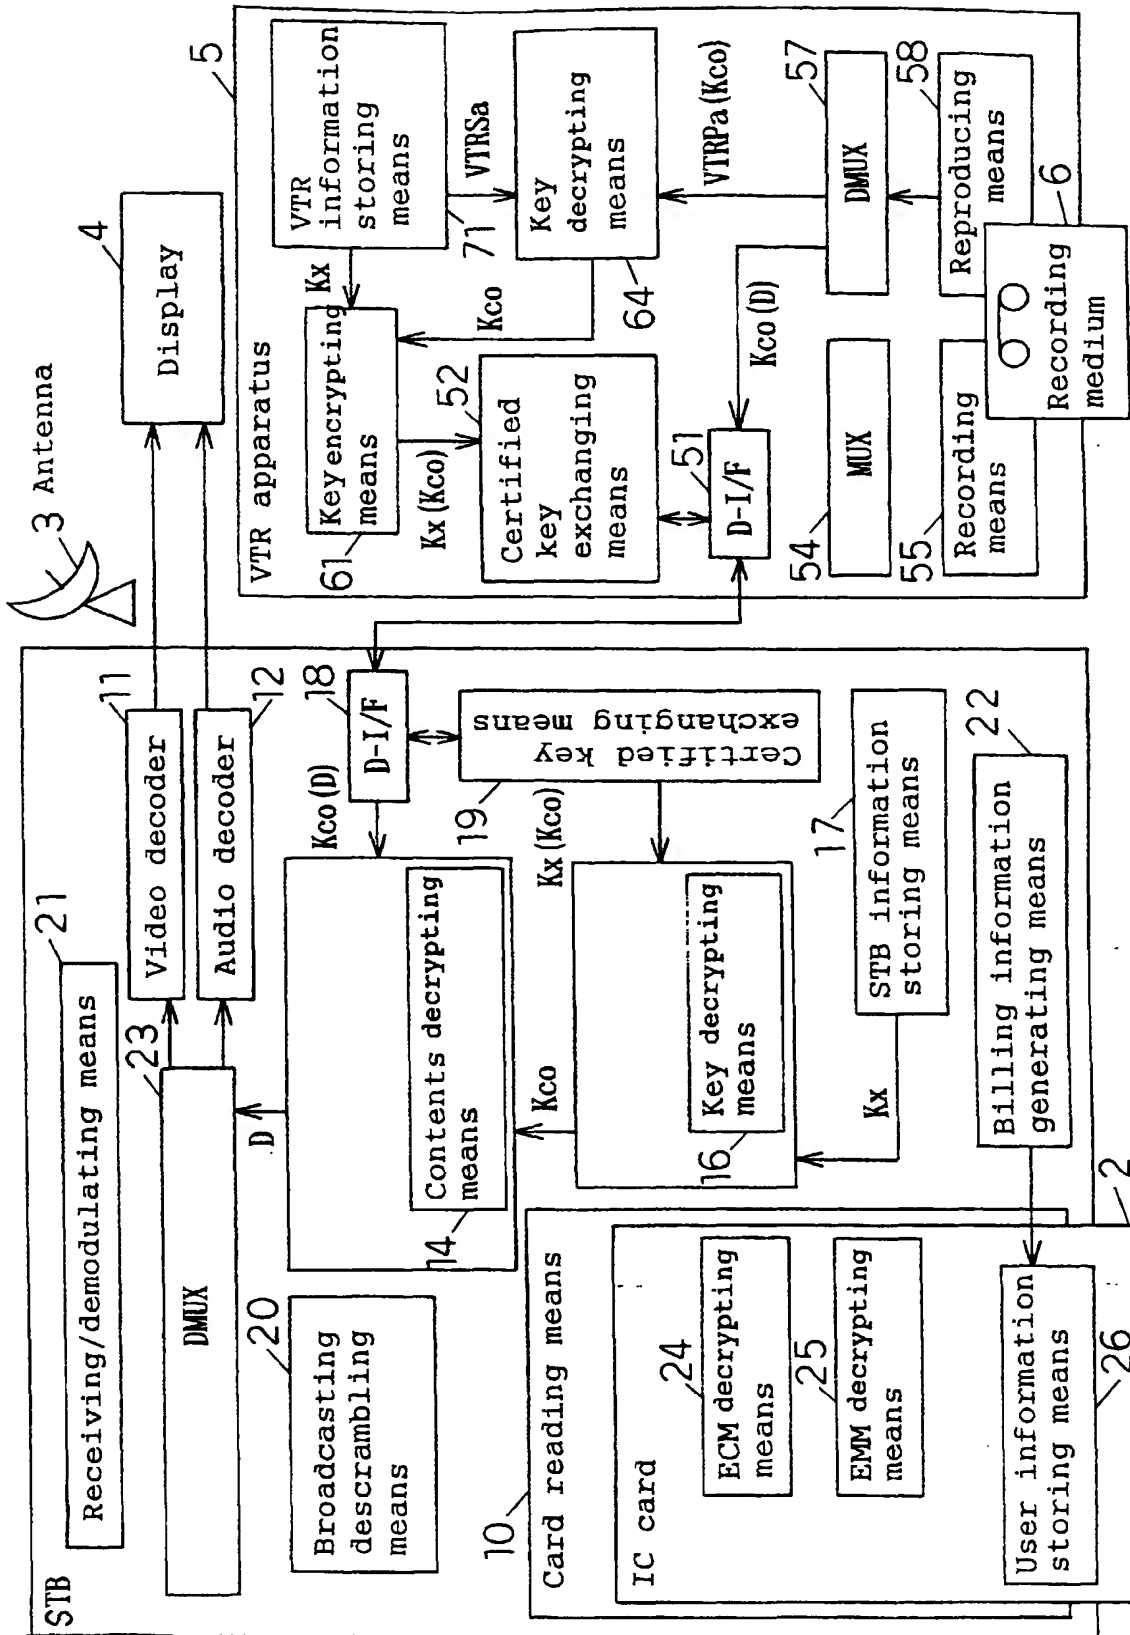 STB
Receiving/demodulating means
21
DMUX
23
Video decoder
11
Audio decoder
12
3 Antenna
Display
4
Broadcasting
descrambling
means
20
D
Contents decrypting
means
14
Kco(D)
D-I/F
18
Certified key
exchanging means
19
Kx(Kco)
Kco
Key decrypting
means
16
Kx
STB information
storing means
17
Billing information
generating means
22
Card reading means
10
IC card
2
ECM decrypting
means
24
EMM decrypting
means
25
User information
storing means
26
VTR apparatus
5
VTR
information
storing
means
71
Kx
VTRSa
Key encrypting
means
61
Kco
Key
decrypting
means
64
Kx(Kco)
Certified
key
exchanging
means
52
VTRPa(Kco)
D-I/F
51
Kco(D)
MUX
54
DMUX
57
Recording
means
55
Reproducing
means
58
Recording
medium
6